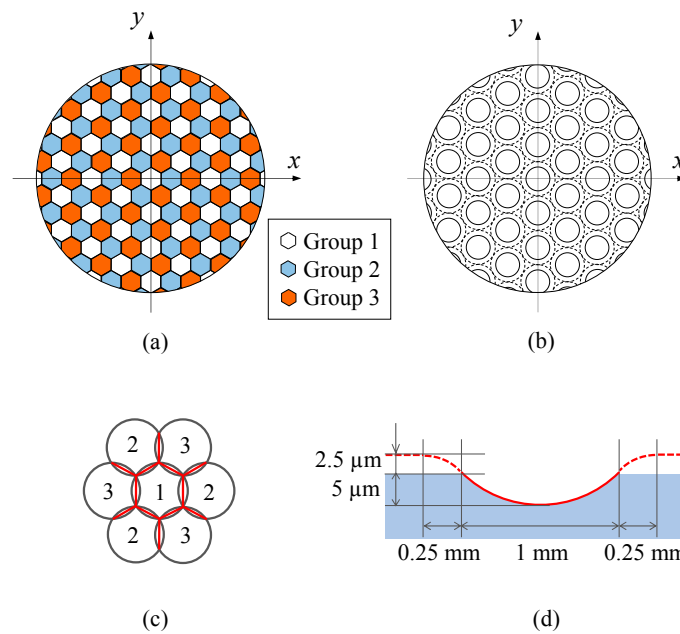 y
y
x
x
Group 1
Group 2
Group 3
(a)
(b)
2 3
3 1 2
2 3
2.5 µm
5 µm
0.25 mm 1 mm 0.25 mm
(c)
(d)